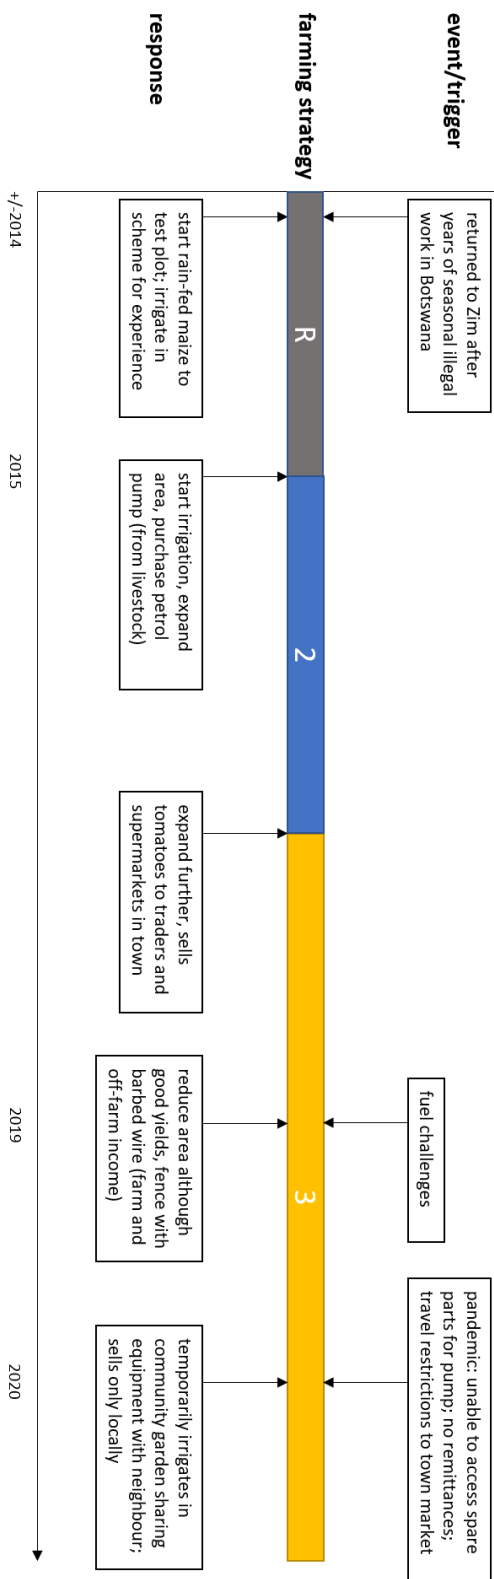 event/trigger
returned to Zim after
years of seasonal illegal
work in Botswana
fuel challenges
pandemic: unable to access spare
parts for pump; no remittances;
travel restrictions to town market
farming strategy
R
2
3
response
start rain-fed maize to
test plot; irrigate in
scheme for experience
start irrigation, expand
area, purchase petrol
pump (from livestock)
expand further, sells
tomatoes to traders and
supermarkets in town
reduce area although
good yields, fence with
barbed wire (farm and
off-farm income)
temporarily irrigates in
community garden sharing
equipment with neighbour;
sells only locally
+/-2014
2015
2019
2020